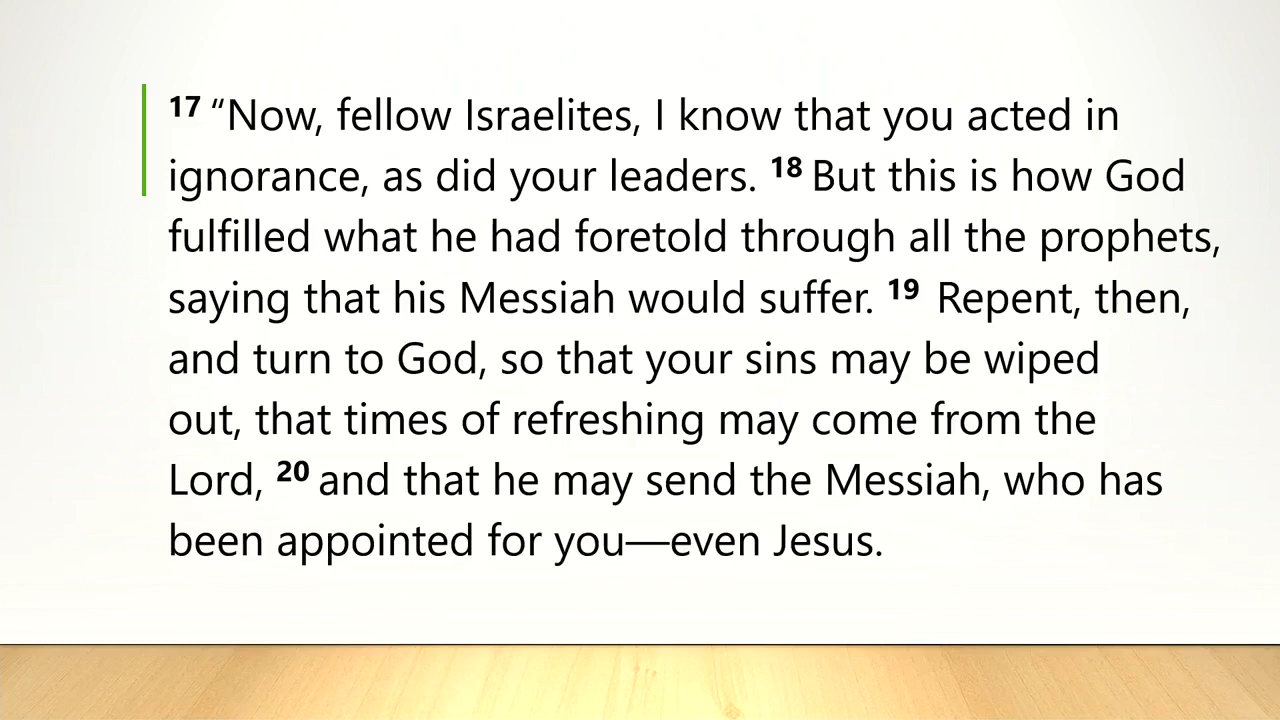 17 “Now, fellow Israelites, I know that you acted in
ignorance, as did your leaders. 18 But this is how God
fulfilled what he had foretold through all the prophets,
saying that his Messiah would suffer. 19 Repent, then,
and turn to God, so that your sins may be wiped
out, that times of refreshing may come from the
Lord, 20 and that he may send the Messiah, who has
been appointed for you—even Jesus.